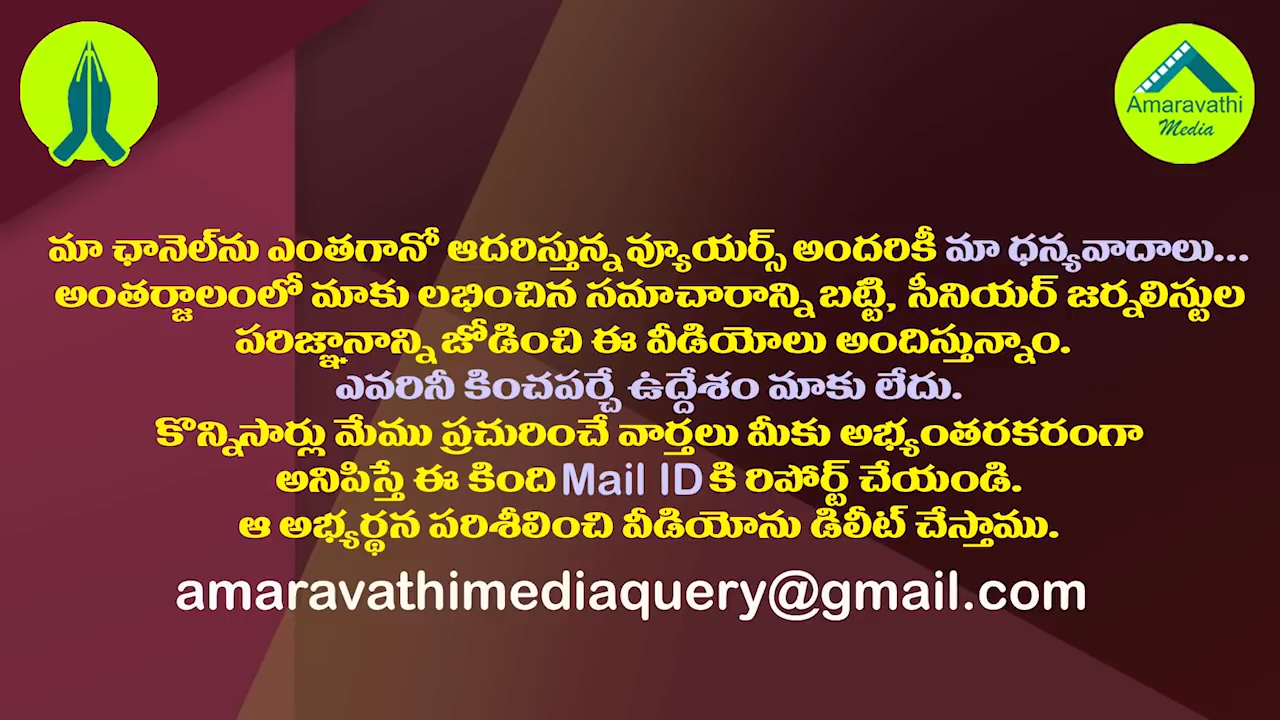 Amaravathi
Media
మా ఛానెల్‌ను ఎంతగానో ఆదరిస్తున్న వ్యూయర్స్ అందరికీ మా ధన్యవాదాలు...
అంతర్జాలంలో మాకు లభించిన సమాచారాన్ని బట్టి, సీనియర్ జర్నలిస్టుల
పరిజ్ఞానాన్ని జోడించి ఈ వీడియోలు అందిస్తున్నాం.
ఎవరినీ కించపర్చే ఉద్దేశం మాకు లేదు.
కొన్నిసార్లు మేము ప్రచురించే వార్తలు మీకు అభ్యంతరకరంగా
అనిపిస్తే ఈ కింది Mail ID కి రిపోర్ట్ చేయండి.
ఆ అభ్యర్థన పరిశీలించి వీడియోను డిలీట్ చేస్తాము.
amaravathimediaquery@gmail.com